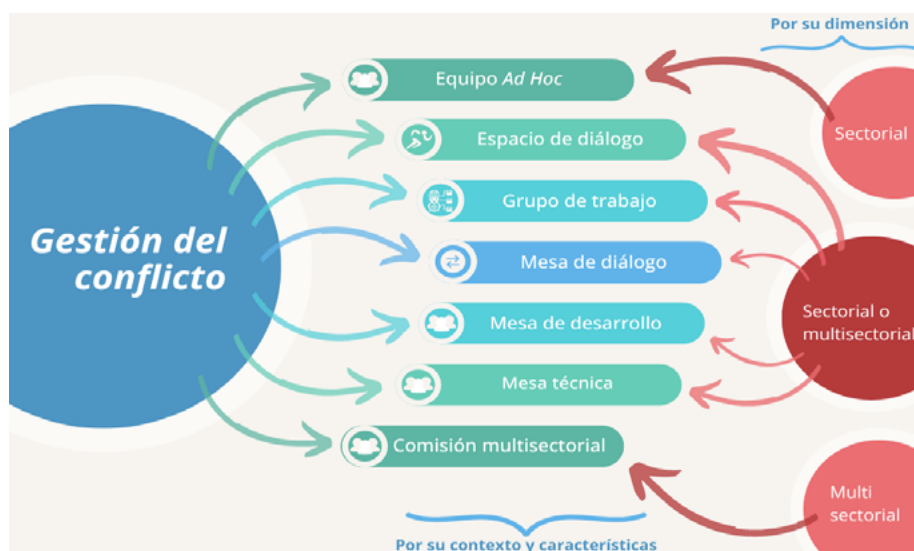 Por su dimensión
Equipo Ad Hoc
Sectorial
Espacio de diálogo
Grupo de trabajo
Gestión del
conflicto
Mesa de diálogo
Sectorial o
multisectorial
Mesa de desarrollo
Mesa técnica
Comisión multisectorial
Multi
sectorial
Por su contexto y características